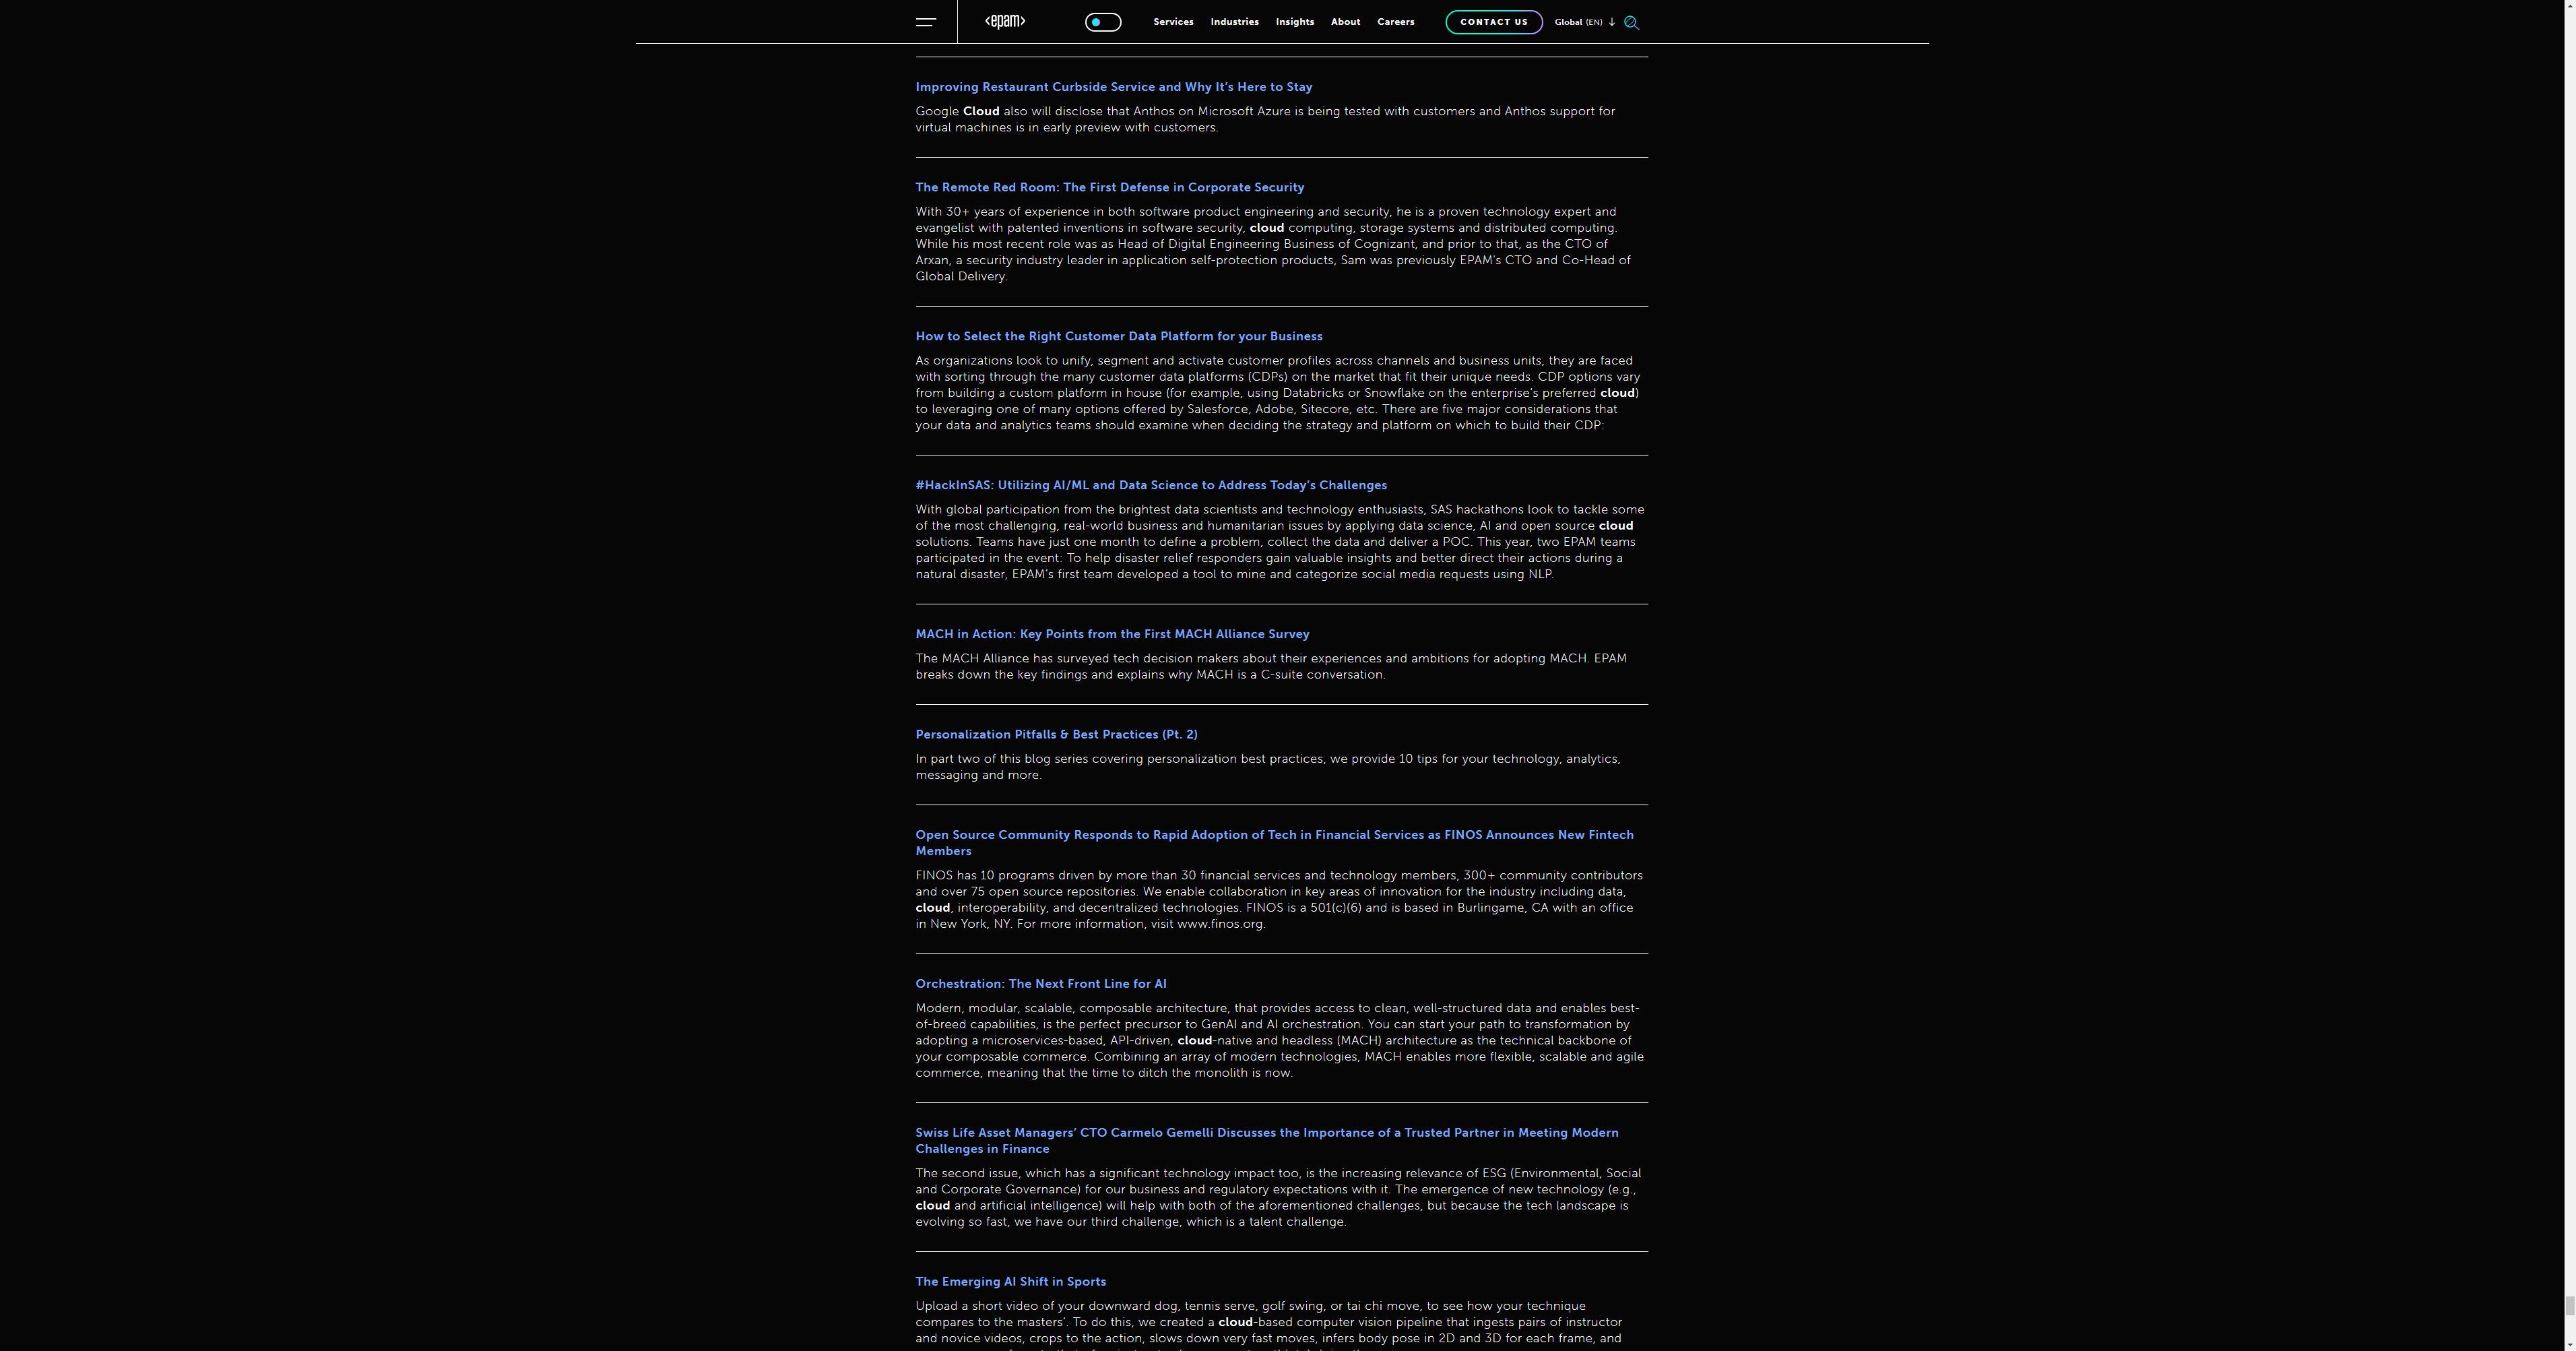 <epam>
Services Industries Insights About Careers CONTACT US Global (EN)
Improving Restaurant Curbside Service and Why It’s Here to Stay
Google Cloud also will disclose that Anthos on Microsoft Azure is being tested with customers and Anthos support for
virtual machines is in early preview with customers.
The Remote Red Room: The First Defense in Corporate Security
With 30+ years of experience in both software product engineering and security, he is a proven technology expert and
evangelist with patented inventions in software security, cloud computing, storage systems and distributed computing.
While his most recent role was as Head of Digital Engineering Business of Cognizant, and prior to that, as the CTO of
Arxan, a security industry leader in application self-protection products, Sam was previously EPAM’s CTO and Co-Head of
Global Delivery.
How to Select the Right Customer Data Platform for your Business
As organizations look to unify, segment and activate customer profiles across channels and business units, they are faced
with sorting through the many customer data platforms (CDPs) on the market that fit their unique needs. CDP options vary
from building a custom platform in house (for example, using Databricks or Snowflake on the enterprise’s preferred cloud)
to leveraging one of many options offered by Salesforce, Adobe, Sitecore, etc. There are five major considerations that
your data and analytics teams should examine when deciding the strategy and platform on which to build their CDP:
#HackInSAS: Utilizing AI/ML and Data Science to Address Today’s Challenges
With global participation from the brightest data scientists and technology enthusiasts, SAS hackathons look to tackle some
of the most challenging, real-world business and humanitarian issues by applying data science, AI and open source cloud
solutions. Teams have just one month to define a problem, collect the data and deliver a POC. This year, two EPAM teams
participated in the event: To help disaster relief responders gain valuable insights and better direct their actions during a
natural disaster, EPAM’s first team developed a tool to mine and categorize social media requests using NLP.
MACH in Action: Key Points from the First MACH Alliance Survey
The MACH Alliance has surveyed tech decision makers about their experiences and ambitions for adopting MACH. EPAM
breaks down the key findings and explains why MACH is a C-suite conversation.
Personalization Pitfalls & Best Practices (Pt. 2)
In part two of this blog series covering personalization best practices, we provide 10 tips for your technology, analytics,
messaging and more.
Open Source Community Responds to Rapid Adoption of Tech in Financial Services as FINOS Announces New Fintech
Members
FINOS has 10 programs driven by more than 30 financial services and technology members, 300+ community contributors
and over 75 open source repositories. We enable collaboration in key areas of innovation for the industry including data,
cloud, interoperability, and decentralized technologies. FINOS is a 501(c)(6) and is based in Burlingame, CA with an office
in New York, NY. For more information, visit www.finos.org.
Orchestration: The Next Front Line for AI
Modern, modular, scalable, composable architecture, that provides access to clean, well-structured data and enables best-
of-breed capabilities, is the perfect precursor to GenAI and AI orchestration. You can start your path to transformation by
adopting a microservices-based, API-driven, cloud-native and headless (MACH) architecture as the technical backbone of
your composable commerce. Combining an array of modern technologies, MACH enables more flexible, scalable and agile
commerce, meaning that the time to ditch the monolith is now.
Swiss Life Asset Managers’ CTO Carmelo Gemelli Discusses the Importance of a Trusted Partner in Meeting Modern
Challenges in Finance
The second issue, which has a significant technology impact too, is the increasing relevance of ESG (Environmental, Social
and Corporate Governance) for our business and regulatory expectations with it. The emergence of new technology (e.g.,
cloud and artificial intelligence) will help with both of the aforementioned challenges, but because the tech landscape is
evolving so fast, we have our third challenge, which is a talent challenge.
The Emerging AI Shift in Sports
Upload a short video of your downward dog, tennis serve, golf swing, or tai chi move, to see how your technique
compares to the masters’. To do this, we created a cloud-based computer vision pipeline that ingests pairs of instructor
and novice videos, crops to the action, slows down very fast moves, infers body pose in 2D and 3D for each frame, and